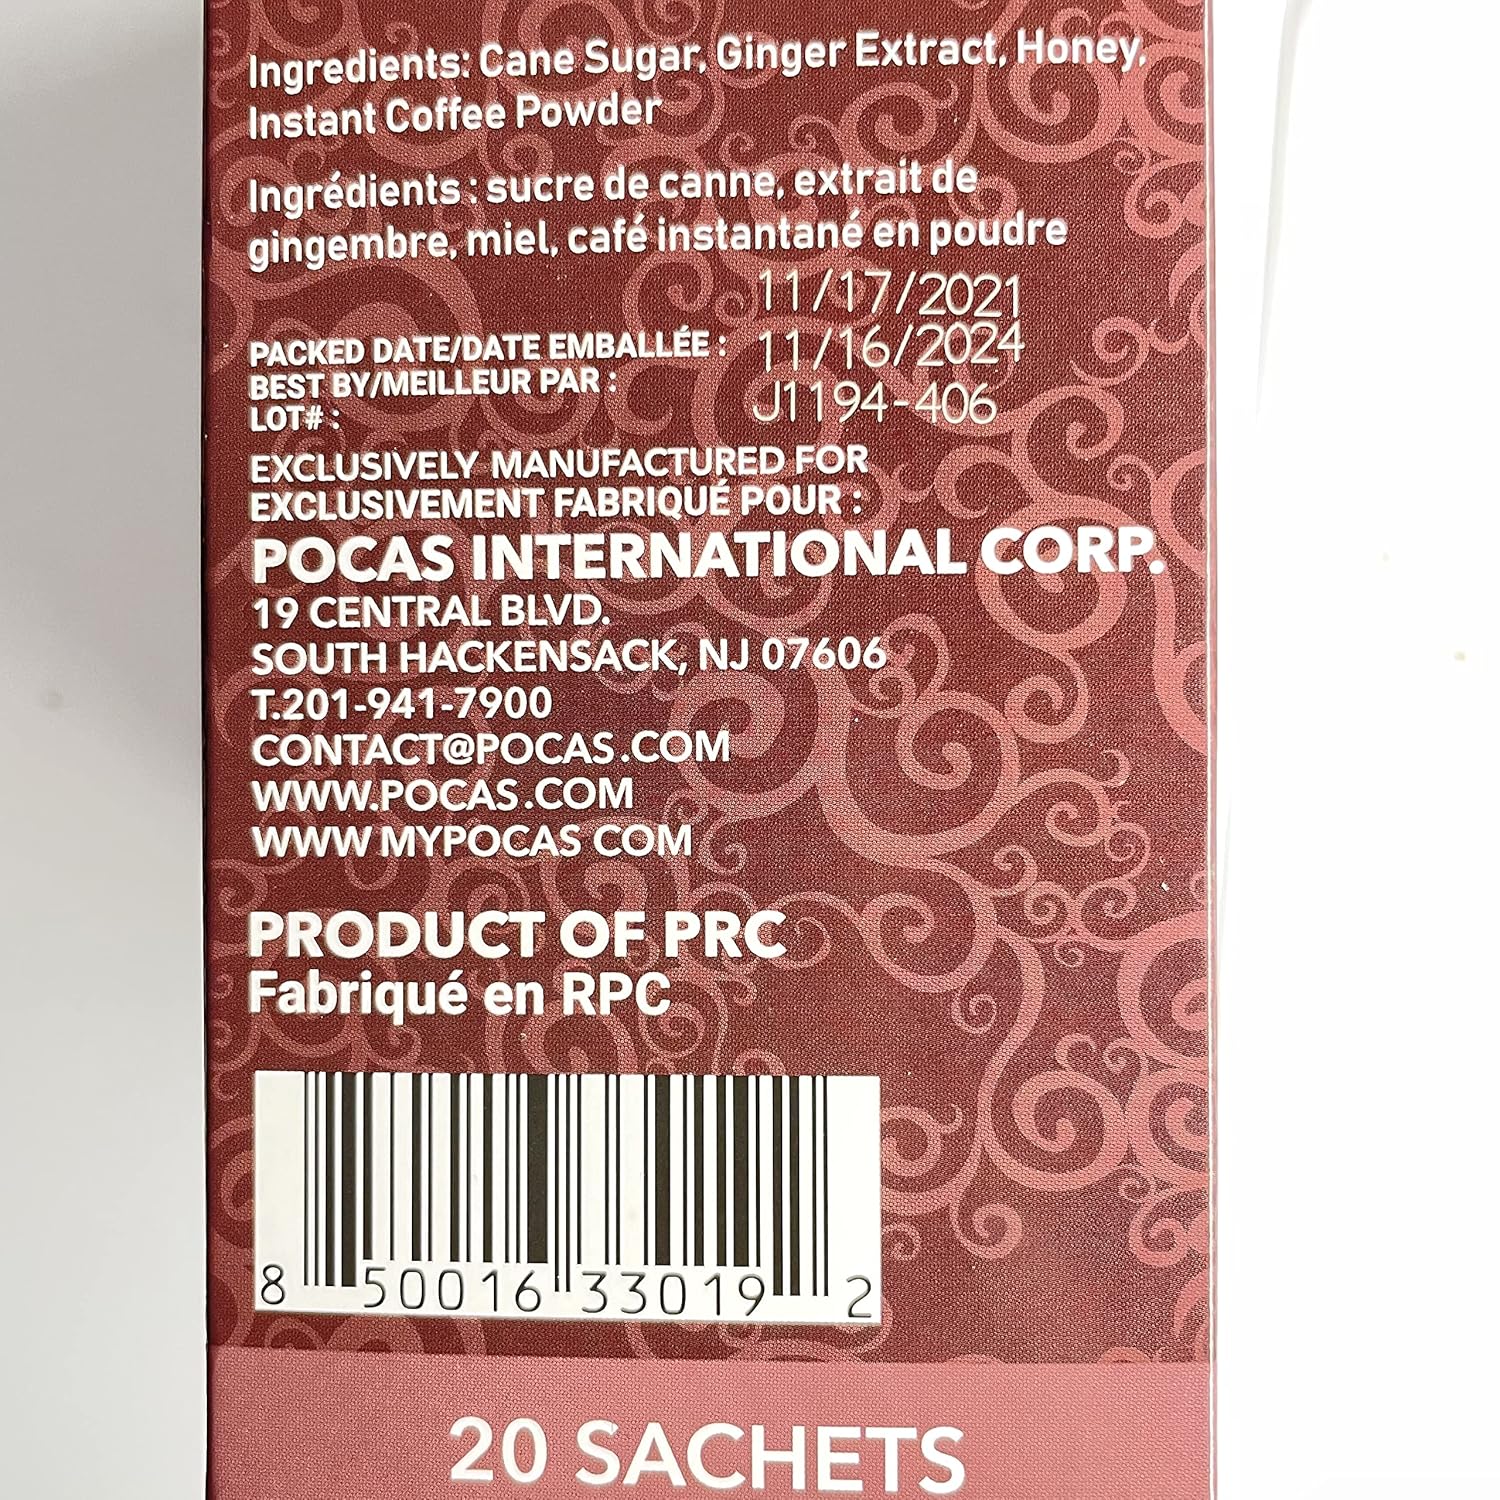 Ingredients: Cane Sugar, Ginger Extract, Honey,
Instant Coffee Powder
Ingrédients : sucre de canne, extrait de
gingembre, miel, café instantané en poudre
PACKED DATE/DATE EMBALLÉE : 11/17/2021
BEST BY/MEILLEUR PAR : 11/16/2024
LOT# : J1194-406
EXCLUSIVELY MANUFACTURED FOR
EXCLUSIVEMENT FABRIQUÉ POUR :
POCAS INTERNATIONAL CORP.
19 CENTRAL BLVD.
SOUTH HACKENSACK, NJ 07606
T.201-941-7900
CONTACT@POCAS.COM
WWW.POCAS.COM
WWW MYPOCAS COM
PRODUCT OF PRC
Fabriqué en RPC
8 50016 33019 2
20 SACHETS